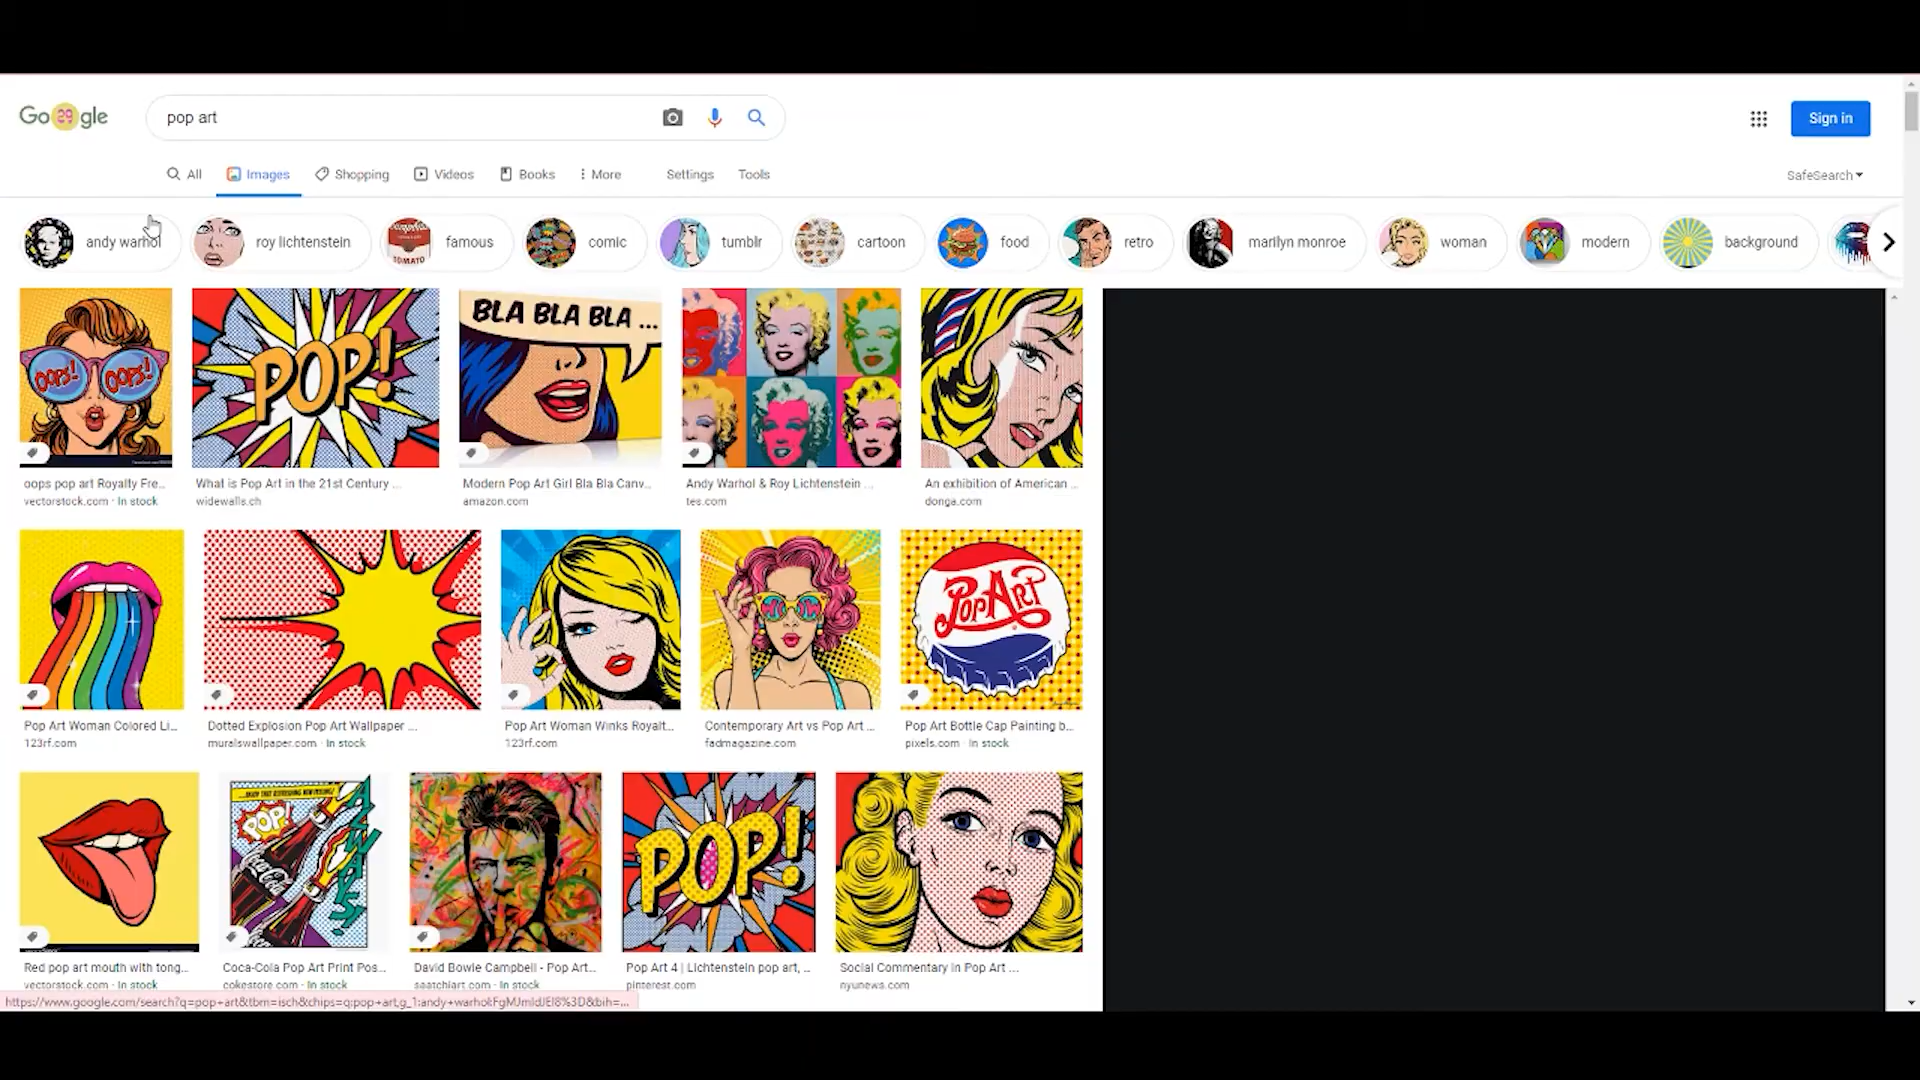 Go29gle
pop art
Sign in
All
Images
Shopping
Videos
Books
More
Settings
Tools
SafeSearch
andy warhol
roy lichtenstein
famous
comic
tumblr
cartoon
food
retro
marilyn monroe
woman
modern
background
OOPS! OOPS!
POP!
BLA BLA BLA ...
oops pop art Royalty Fre...
vectorstock.com · In stock
What is Pop Art in the 21st Century ...
widewalls.ch
Modern Pop Art Girl Bla Bla Canv...
amazon.com
Andy Warhol & Roy Lichtenstein ...
tes.com
An exhibition of American ...
donga.com
WOW
PopArt
Pop Art Woman Colored Li...
123rf.com
Dotted Explosion Pop Art Wallpaper ...
muralswallpaper.com · In stock
Pop Art Woman Winks Royalt...
123rf.com
Contemporary Art vs Pop Art ...
fadmagazine.com
Pop Art Bottle Cap Painting b...
pixels.com · In stock
POP!
Coca-Cola
ALWAYS!
POP!
Red pop art mouth with tong...
vectorstock.com · In stock
Coca-Cola Pop Art Print Pos...
cokestore.com · In stock
David Bowie Campbell - Pop Art...
saatchiart.com · In stock
Pop Art 4 | Lichtenstein pop art, ...
pinterest.com
Social Commentary in Pop Art ...
nyunews.com